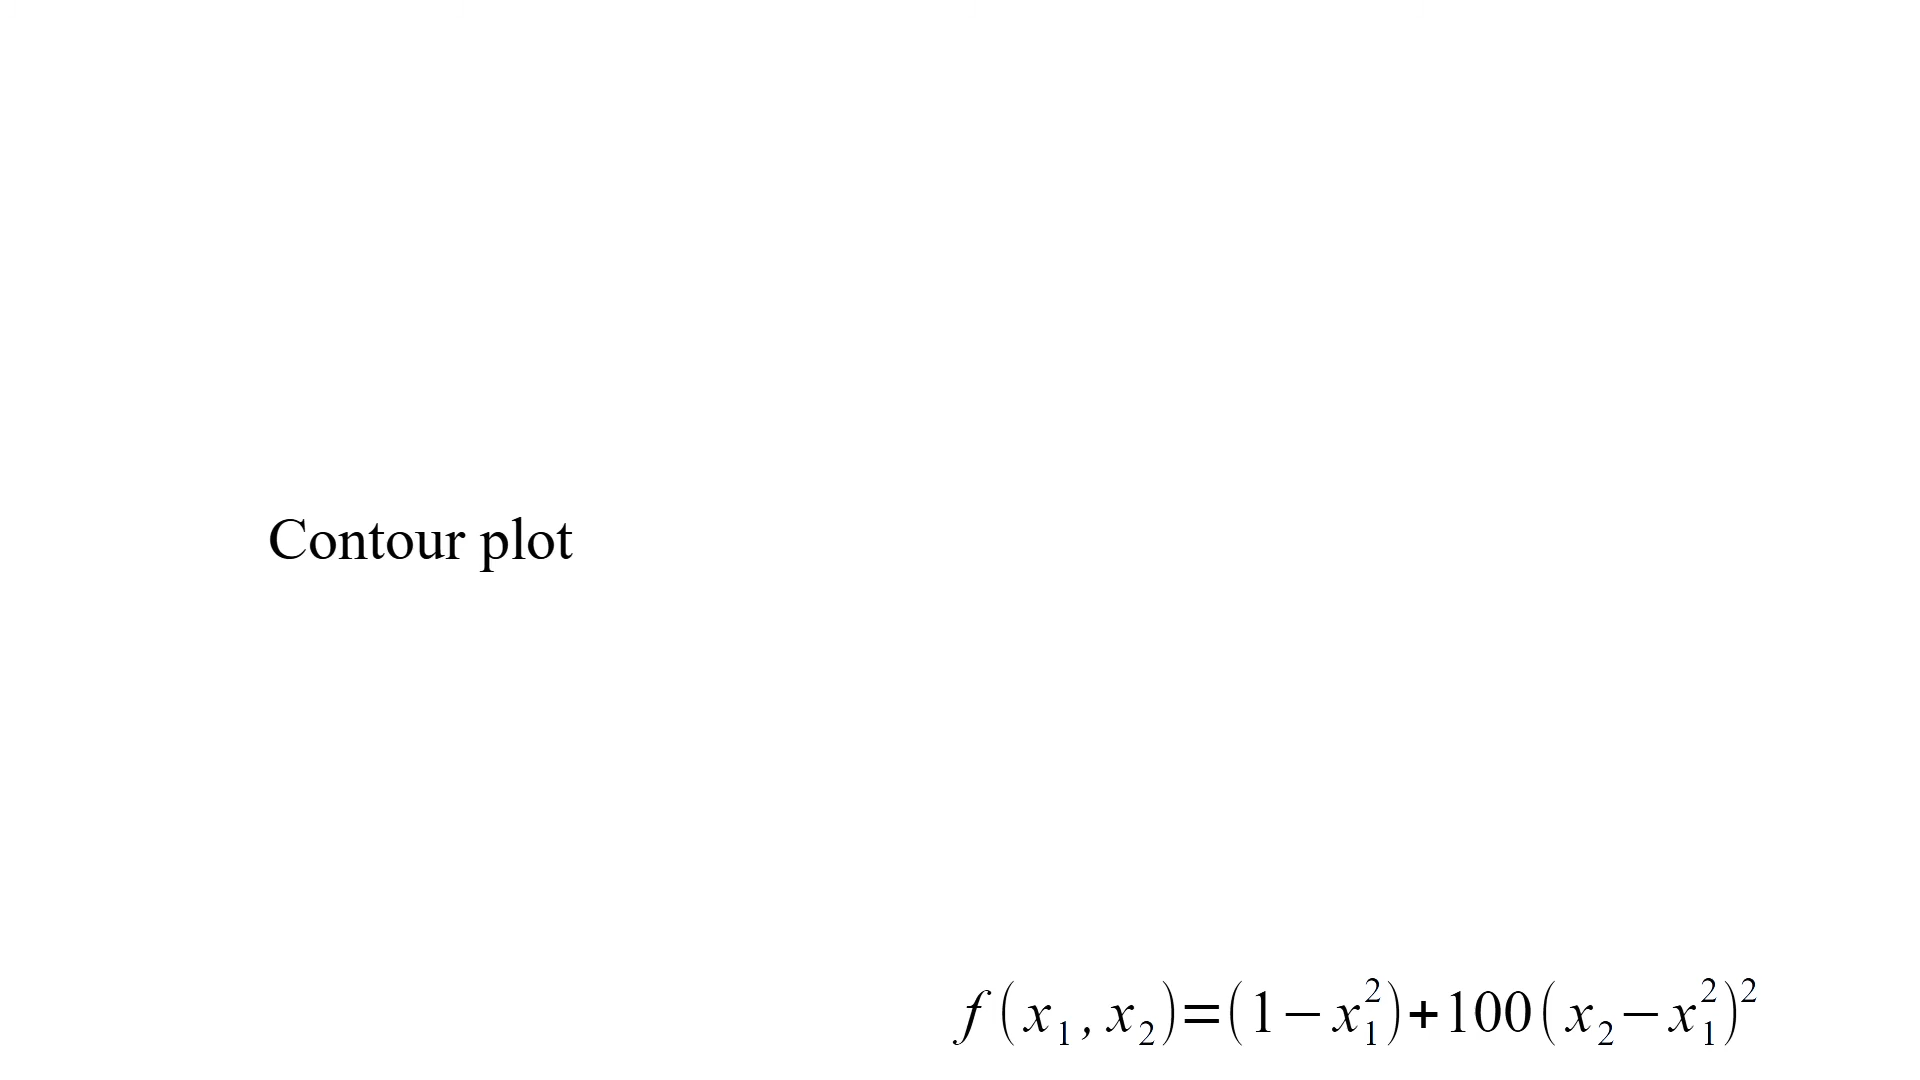 Contour plot
f(x₁, x₂)=(1−x₁²)+100(x₂−x₁²)²